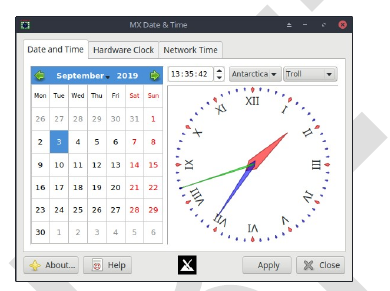 MX Date & Time
Date and Time Hardware Clock Network Time
September 2019
13:35:42
Antarctica
Troll
Mon Tue Wed Thu Fri Sat Sun
26 27 28 29 30 31 1
2 3 4 5 6 7 8
9 10 11 12 13 14 15
16 17 18 19 20 21 22
23 24 25 26 27 28 29
30 1 2 3 4 5 6
XII
I
II
III
IV
V
VI
VII
VIII
IX
X
XI
About... Help Apply Close